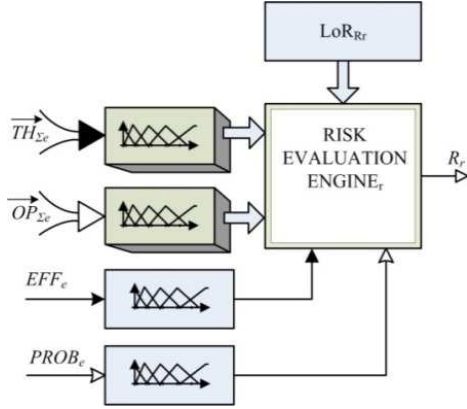 LoR_Rr
TH_Σe
RISK
EVALUATION
ENGINE_r
R_r
OP_Σe
EFF_e
PROB_e